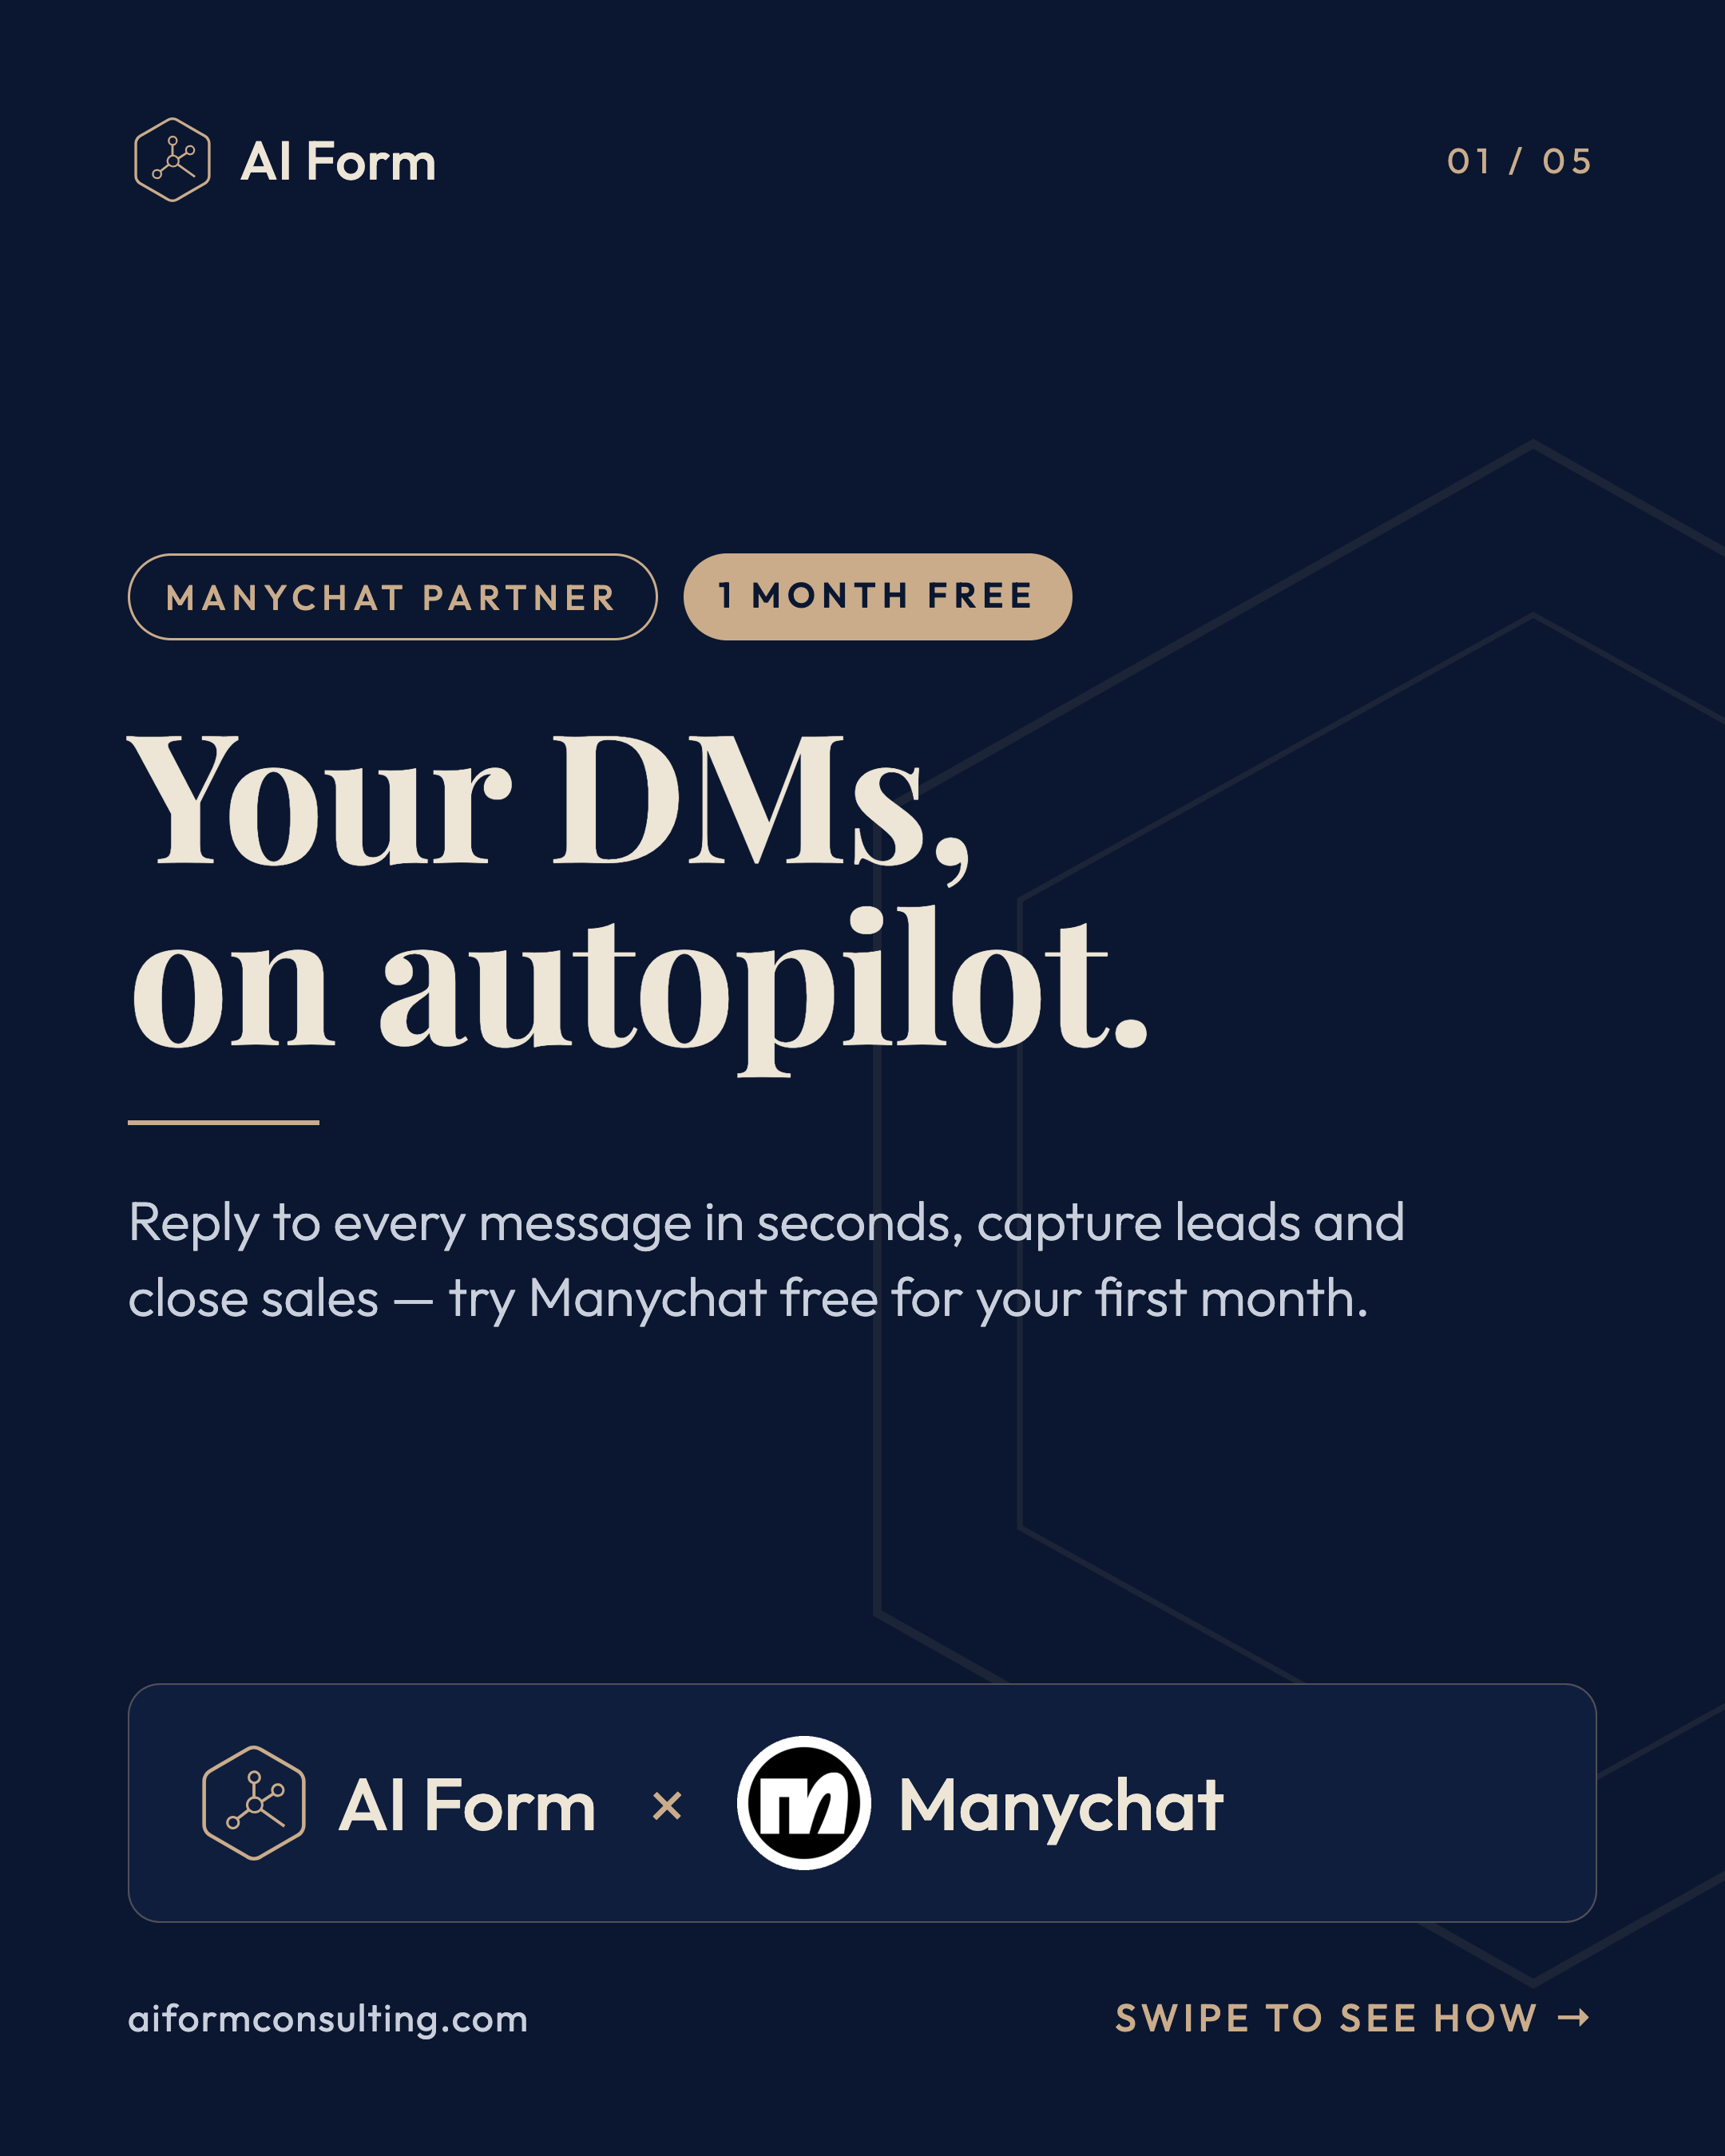 AI Form
01 / 05
MANYCHAT PARTNER
1 MONTH FREE
Your DMs,
on autopilot.
Reply to every message in seconds, capture leads and
close sales — try Manychat free for your first month.
AI Form × m Manychat
aiformconsulting.com
SWIPE TO SEE HOW →